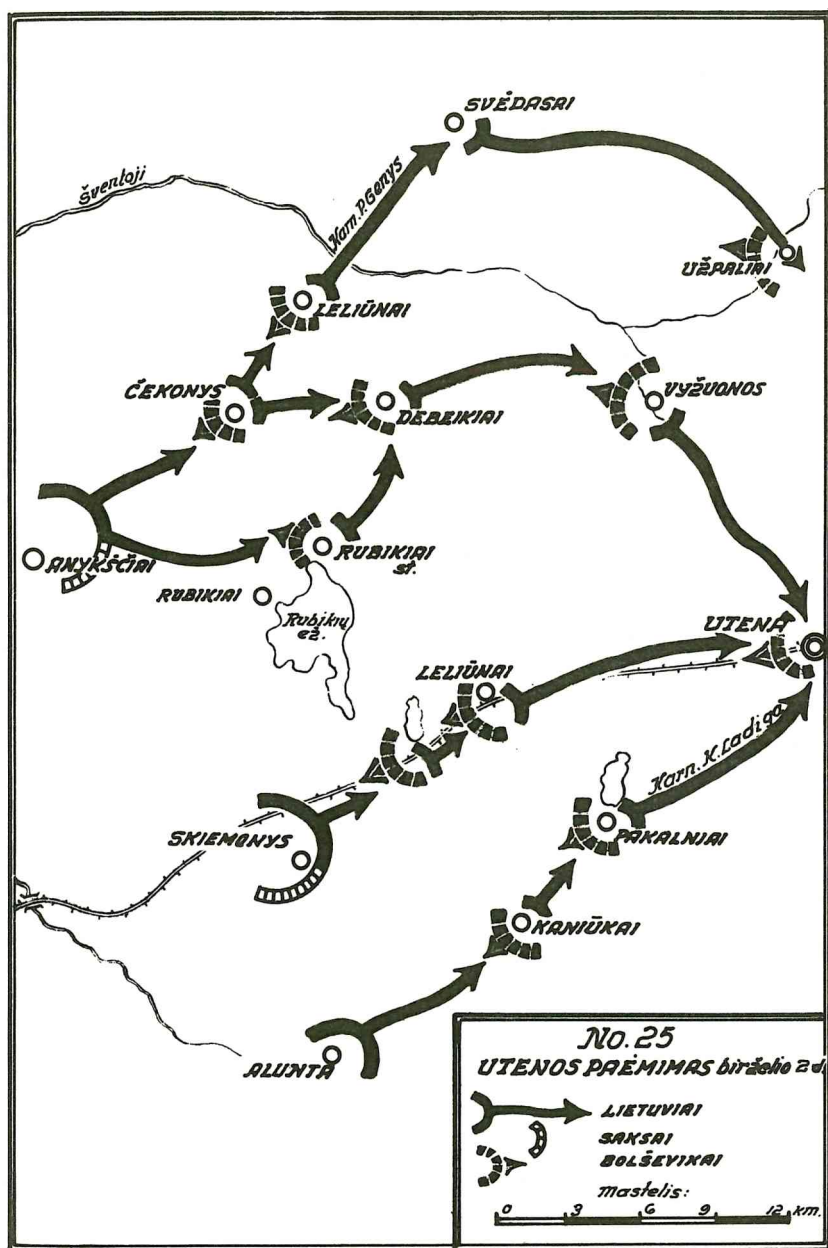 SVĖDASAI
Šventoji
Karn. P. Genys
UŽPALIAI
LELIŪNAI
ČEKONYS
DEBEIKIAI
VYŽUONOS
ANYKŠČIAI
RUBIKIAI
st.
RUBIKIAI
Rubikių
ež.
UTENA
LELIŪNAI
Karn. K. Ladiga
SKIEMONYS
PAKALNIAI
KANIŪKAI
ALUNTA
No. 25
UTENOS PAĖMIMAS birželio 2 d
LIETUVIAI
SAKSAI
BOLŠEVIKAI
mastelis:
0 3 6 9 12 km.